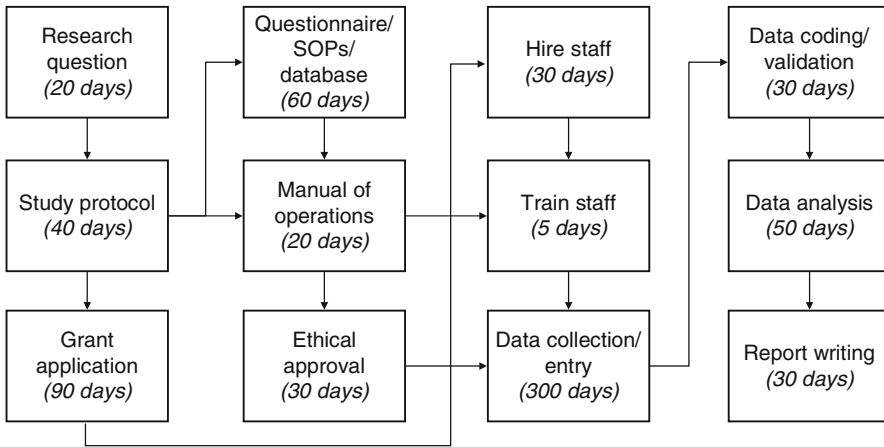 Research
question
(20 days)
Study protocol
(40 days)
Grant
application
(90 days)
Questionnaire/
SOPs/
database
(60 days)
Manual of
operations
(20 days)
Ethical
approval
(30 days)
Hire staff
(30 days)
Train staff
(5 days)
Data collection/
entry
(300 days)
Data coding/
validation
(30 days)
Data analysis
(50 days)
Report writing
(30 days)